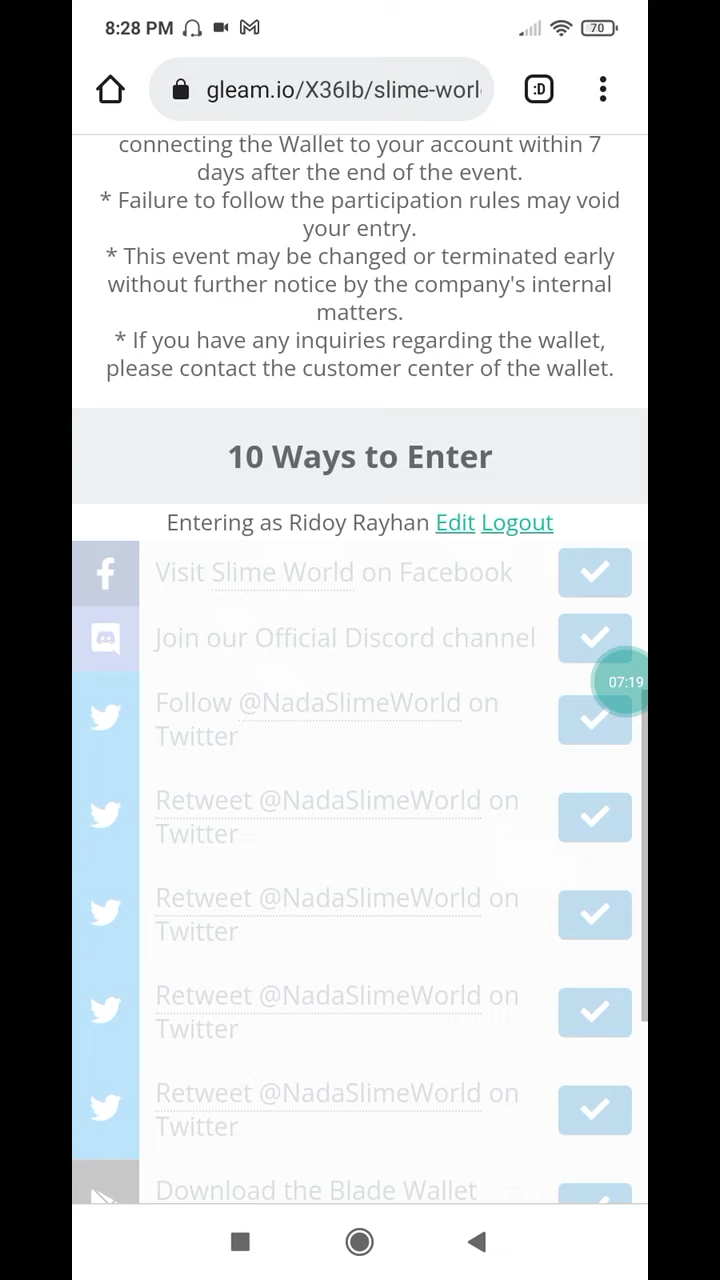 8:28 PM
70
gleam.io/X36Ib/slime-worl
:D
connecting the Wallet to your account within 7
days after the end of the event.
* Failure to follow the participation rules may void
your entry.
* This event may be changed or terminated early
without further notice by the company's internal
matters.
* If you have any inquiries regarding the wallet,
please contact the customer center of the wallet.
10 Ways to Enter
Entering as Ridoy Rayhan Edit Logout
Visit Slime World on Facebook
Join our Official Discord channel
07:19
Follow @NadaSlimeWorld on
Twitter
Retweet @NadaSlimeWorld on
Twitter
Retweet @NadaSlimeWorld on
Twitter
Retweet @NadaSlimeWorld on
Twitter
Retweet @NadaSlimeWorld on
Twitter
Download the Blade Wallet